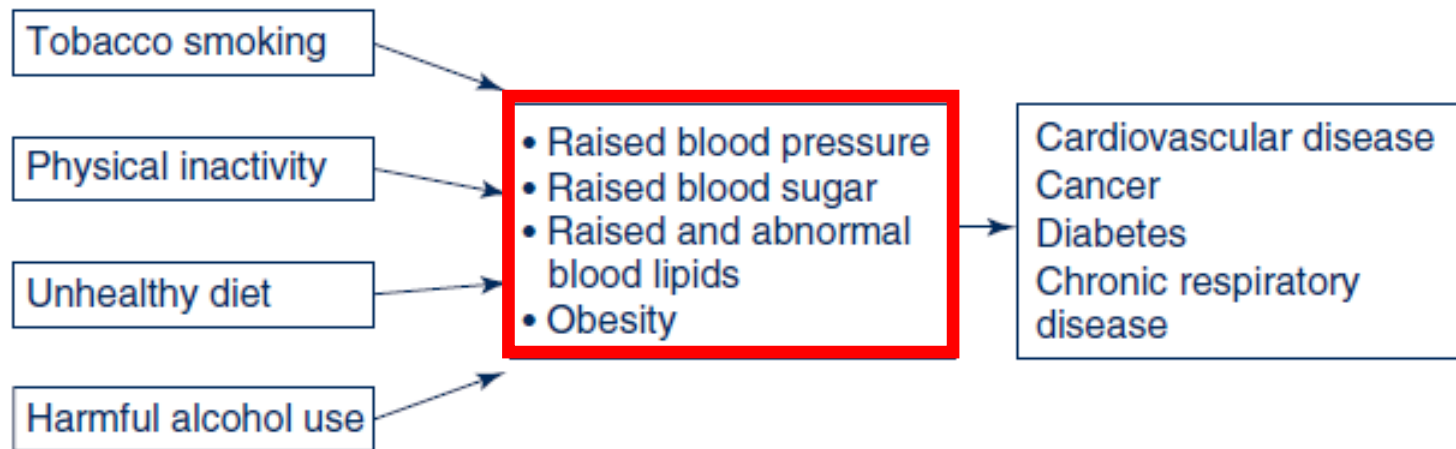 Tobacco smoking
Physical inactivity
Unhealthy diet
Harmful alcohol use
• Raised blood pressure
• Raised blood sugar
• Raised and abnormal
blood lipids
• Obesity
Cardiovascular disease
Cancer
Diabetes
Chronic respiratory
disease